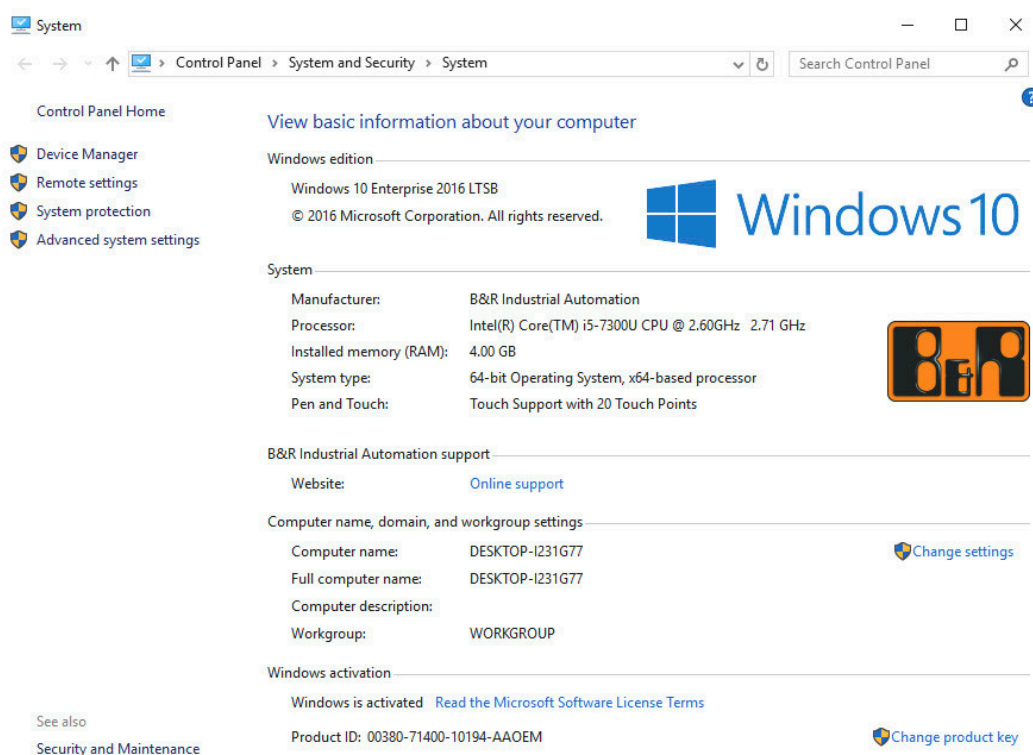 System
Control Panel > System and Security > System
Search Control Panel
Control Panel Home
Device Manager
Remote settings
System protection
Advanced system settings
See also
Security and Maintenance
View basic information about your computer
Windows edition
Windows 10 Enterprise 2016 LTSB
© 2016 Microsoft Corporation. All rights reserved.
Windows 10
System
Manufacturer: B&R Industrial Automation
Processor: Intel(R) Core(TM) i5-7300U CPU @ 2.60GHz 2.71 GHz
Installed memory (RAM): 4.00 GB
System type: 64-bit Operating System, x64-based processor
Pen and Touch: Touch Support with 20 Touch Points
B&R
B&R Industrial Automation support
Website: Online support
Computer name, domain, and workgroup settings
Computer name: DESKTOP-I231G77
Change settings
Full computer name: DESKTOP-I231G77
Computer description:
Workgroup: WORKGROUP
Windows activation
Windows is activated Read the Microsoft Software License Terms
Product ID: 00380-71400-10194-AAOEM
Change product key